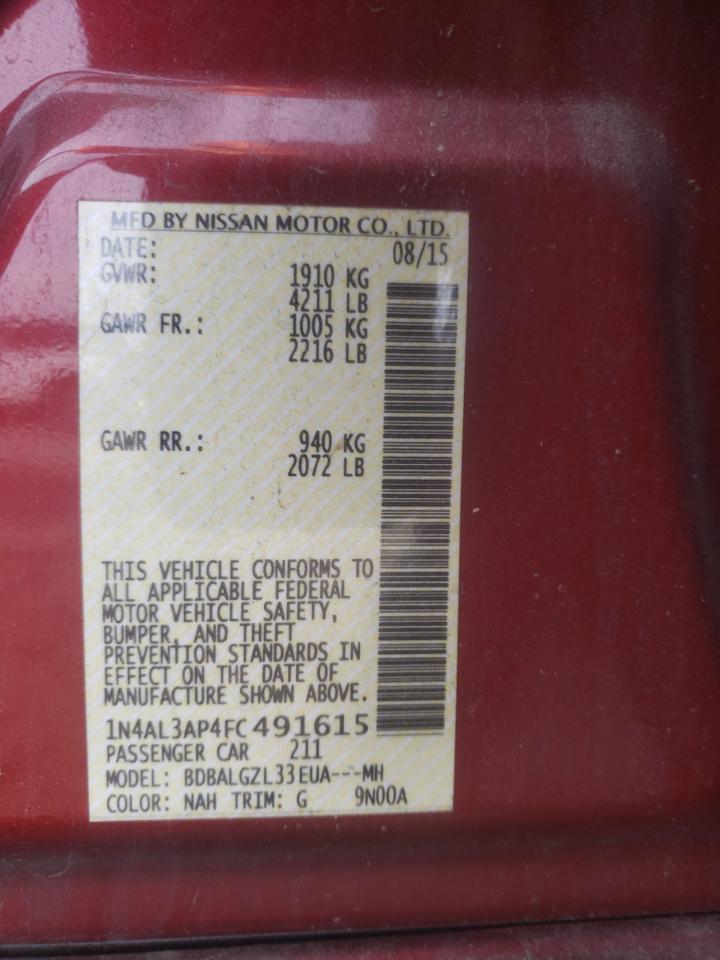 MFD BY NISSAN MOTOR CO., LTD.
DATE: 08/15
GVWR: 1910 KG
4211 LB
GAWR FR.: 1005 KG
2216 LB
GAWR RR.: 940 KG
2072 LB
THIS VEHICLE CONFORMS TO
ALL APPLICABLE FEDERAL
MOTOR VEHICLE SAFETY,
BUMPER, AND THEFT
PREVENTION STANDARDS IN
EFFECT ON THE DATE OF
MANUFACTURE SHOWN ABOVE.
1N4AL3AP4FC491615
PASSENGER CAR 211
MODEL: BDBALGZL33EUA---MH
COLOR: NAH TRIM: G 9N00A